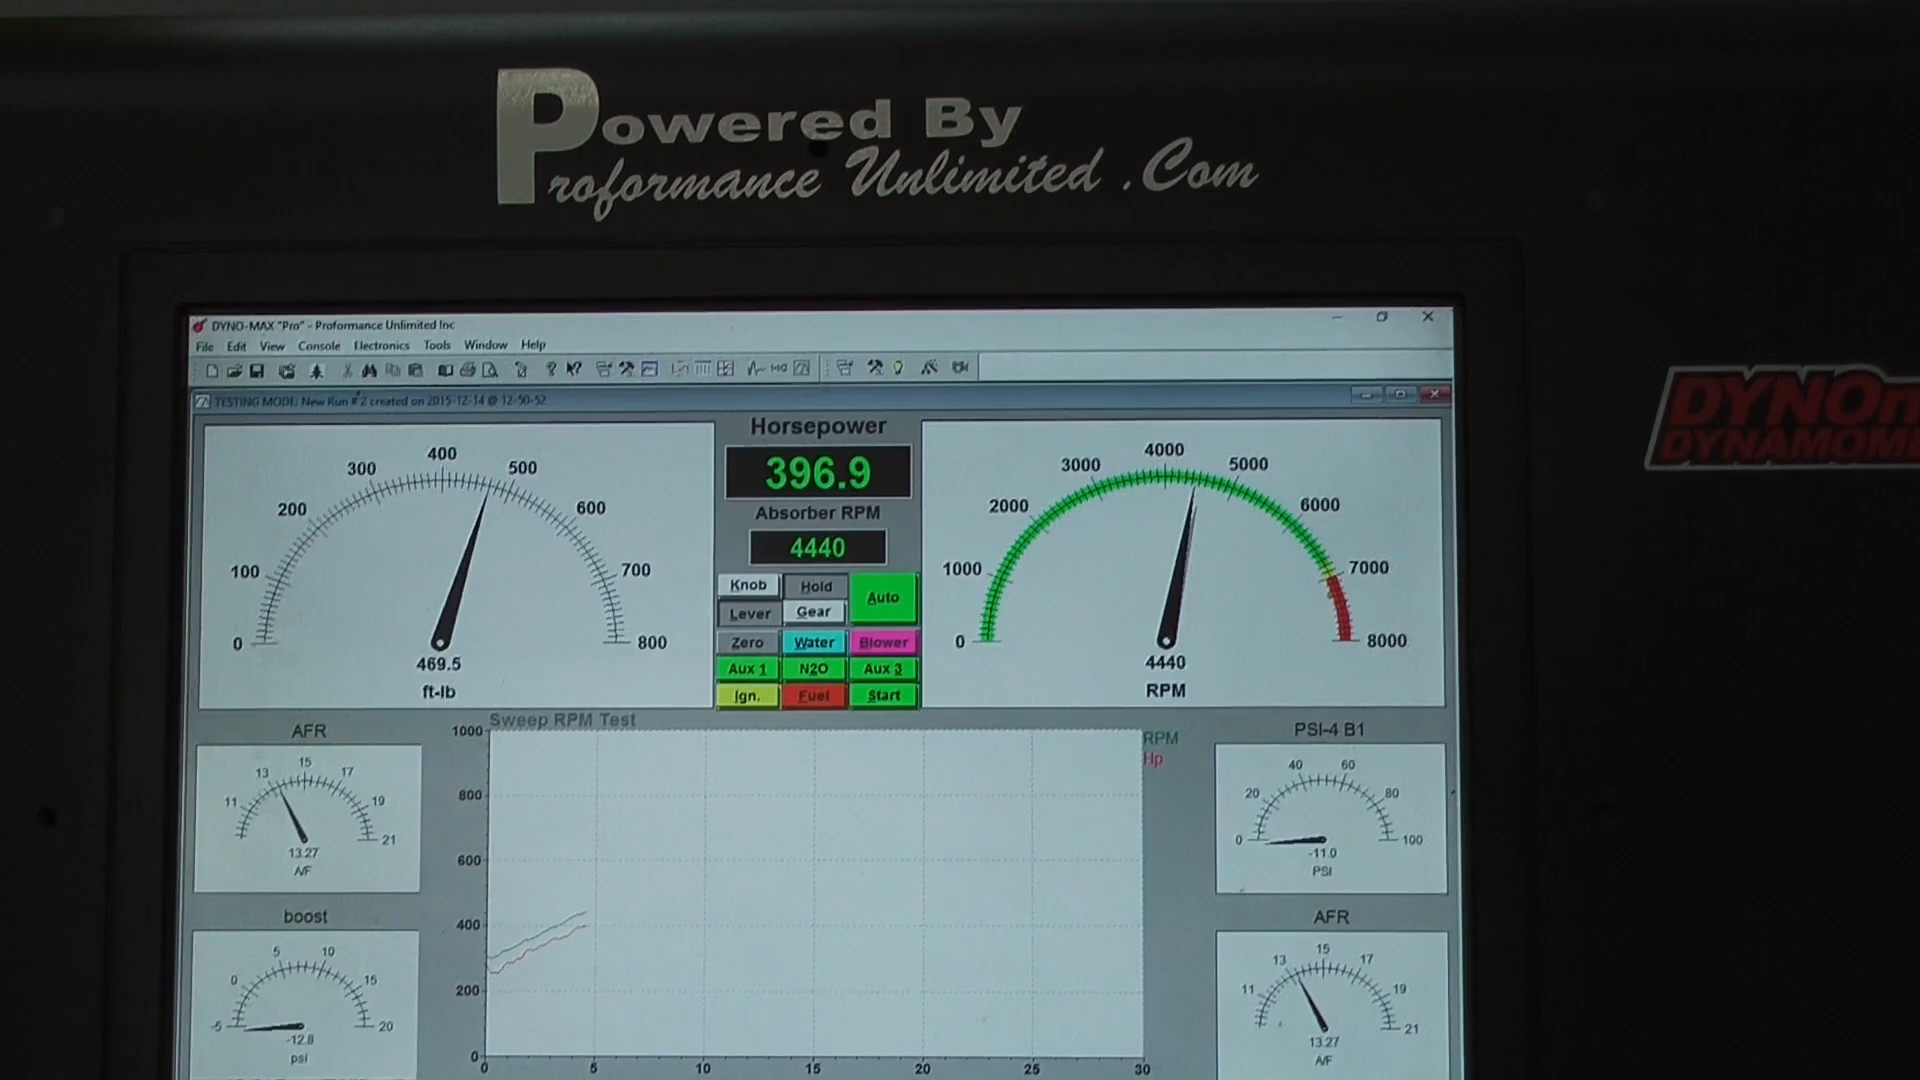 Powered By
Proformance Unlimited .Com
DYNOm
DYNAMOME
DYNO-MAX "Pro" - Proformance Unlimited Inc
File Edit View Console Electronics Tools Window Help
TESTING MODE: New Run # 2 created on 2015-12-14 @ 12-50-52
0 100 200 300 400 500 600 700 800
469.5
ft-lb
Horsepower
396.9
Absorber RPM
4440
Knob Hold Auto
Lever Gear
Zero Water Blower
Aux 1 N2O Aux 3
Ign. Fuel Start
0 1000 2000 3000 4000 5000 6000 7000 8000
4440
RPM
AFR
11 13 15 17 19 21
13.27
A/F
boost
-5 0 5 10 15 20
-12.8
psi
Sweep RPM Test
1000
800
600
400
200
0
0 5 10 15 20 25 30
RPM
Hp
PSI-4 B1
0 20 40 60 80 100
-11.0
PSI
AFR
11 13 15 17 19 21
13.27
A/F